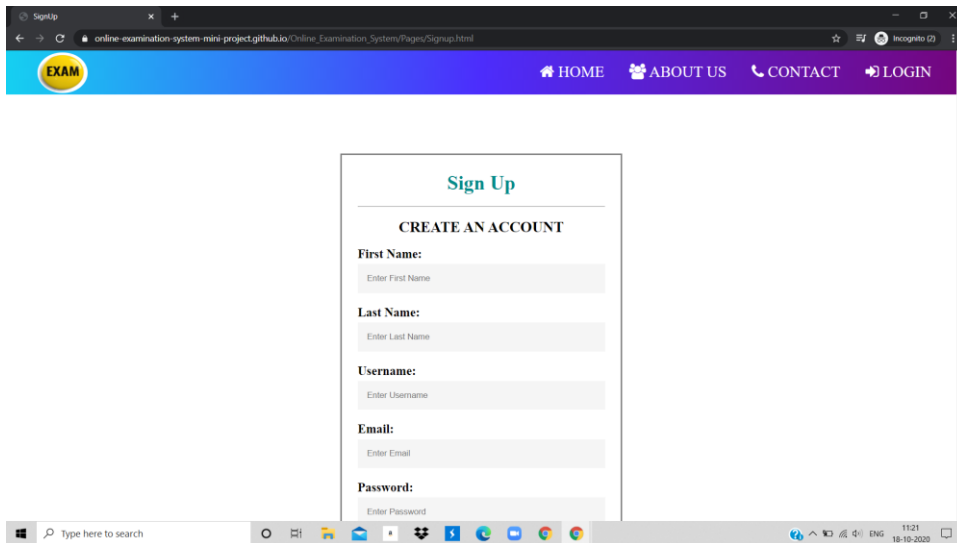 SignUp
online-examination-system-mini-project.github.io/Online_Examination_System/Pages/Signup.html
Incognito (2)
EXAM
HOME ABOUT US CONTACT LOGIN
Sign Up
CREATE AN ACCOUNT
First Name:
Enter First Name
Last Name:
Enter Last Name
Username:
Enter Username
Email:
Enter Email
Password:
Enter Password
Type here to search
ENG
11:21
18-10-2020